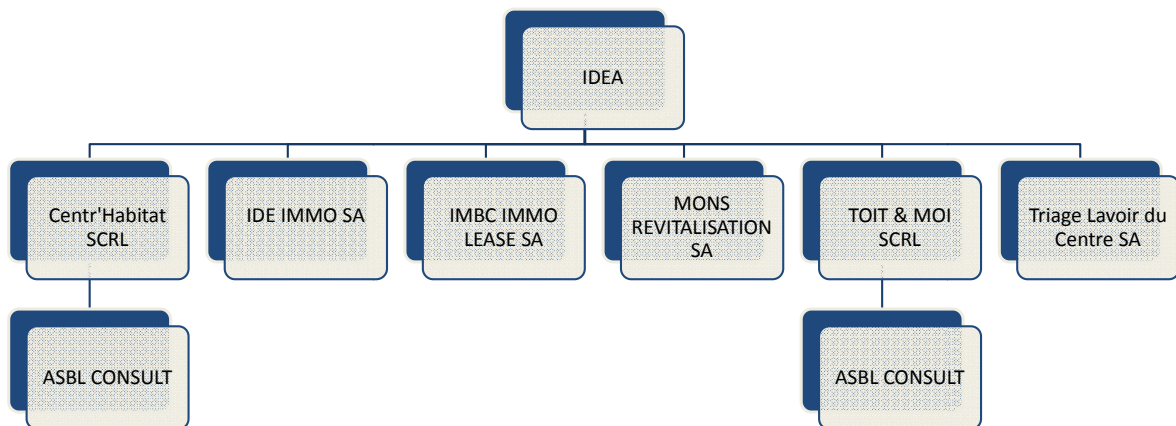 IDEA
Centr'Habitat
SCRL
IDE IMMO SA
IMBC IMMO
LEASE SA
MONS
REVITALISATION
SA
TOIT & MOI
SCRL
Triage Lavoir du
Centre SA
ASBL CONSULT
ASBL CONSULT